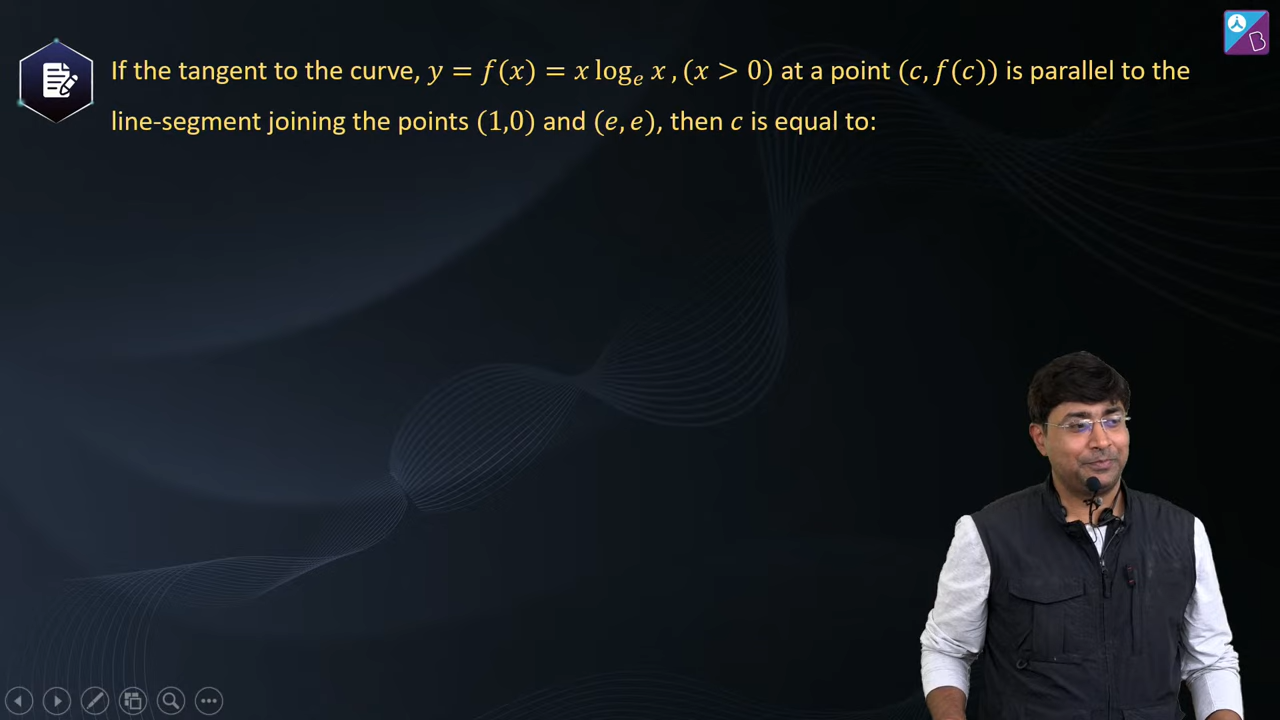 If the tangent to the curve, y = f(x) = x logₑ x , (x > 0) at a point (c, f(c)) is parallel to the
line-segment joining the points (1,0) and (e, e), then c is equal to:
B